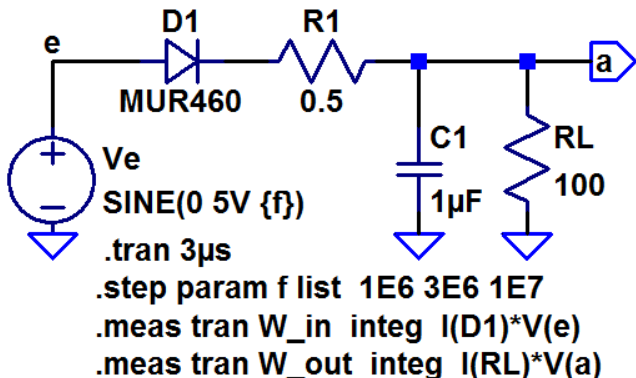 D1
R1
e
a
MUR460
0.5
Ve
C1
RL
SINE(0 5V {f})
1µF
100
.tran 3µs
.step param f list 1E6 3E6 1E7
.meas tran W_in integ I(D1)*V(e)
.meas tran W_out integ I(RL)*V(a)